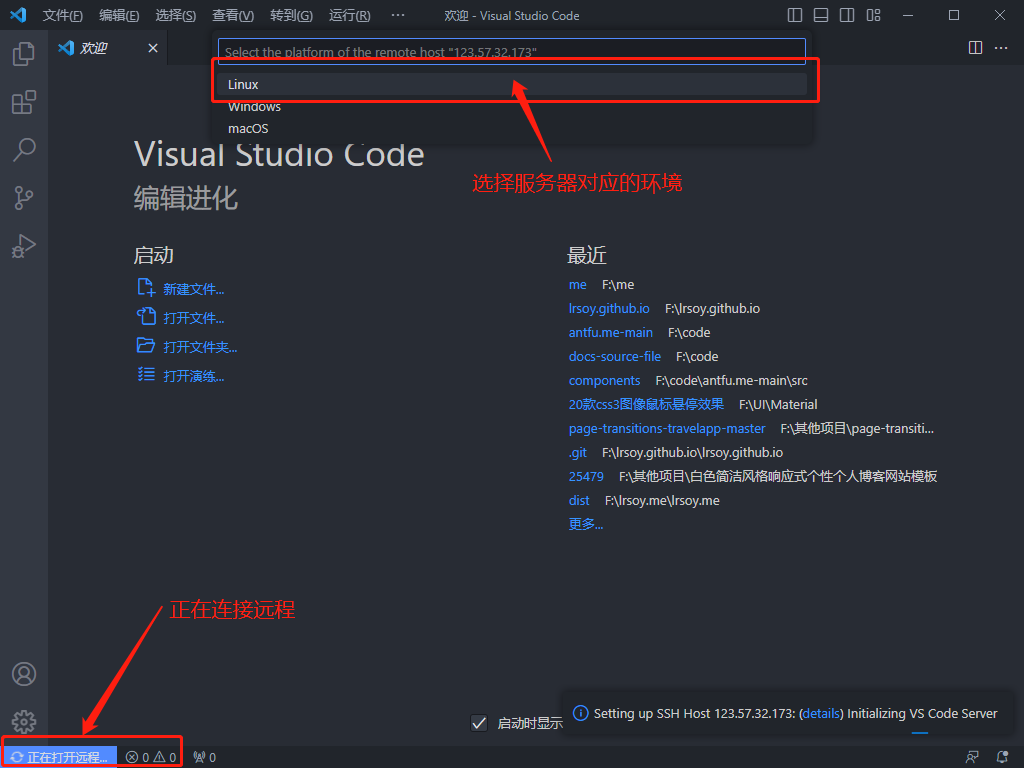 文件(F) 编辑(E) 选择(S) 查看(V) 转到(G) 运行(R) ··· 欢迎 - Visual Studio Code
欢迎
Select the platform of the remote host "123.57.32.173"
Linux
Windows
macOS
选择服务器对应的环境
Visual Studio Code
编辑进化
启动
新建文件...
打开文件...
打开文件夹...
打开演练...
最近
me F:\me
lrsoy.github.io F:\lrsoy.github.io
antfu.me-main F:\code
docs-source-file F:\code
components F:\code\antfu.me-main\src
20款css3图像鼠标悬停效果 F:\UI\Material
page-transitions-travelapp-master F:\其他项目\page-transiti...
.git F:\lrsoy.github.io\lrsoy.github.io
25479 F:\其他项目\白色简洁风格响应式个性个人博客网站模板
dist F:\lrsoy.me\lrsoy.me
更多...
正在连接远程
启动时显示
Setting up SSH Host 123.57.32.173: (details) Initializing VS Code Server
正在打开远程... 0 0 0